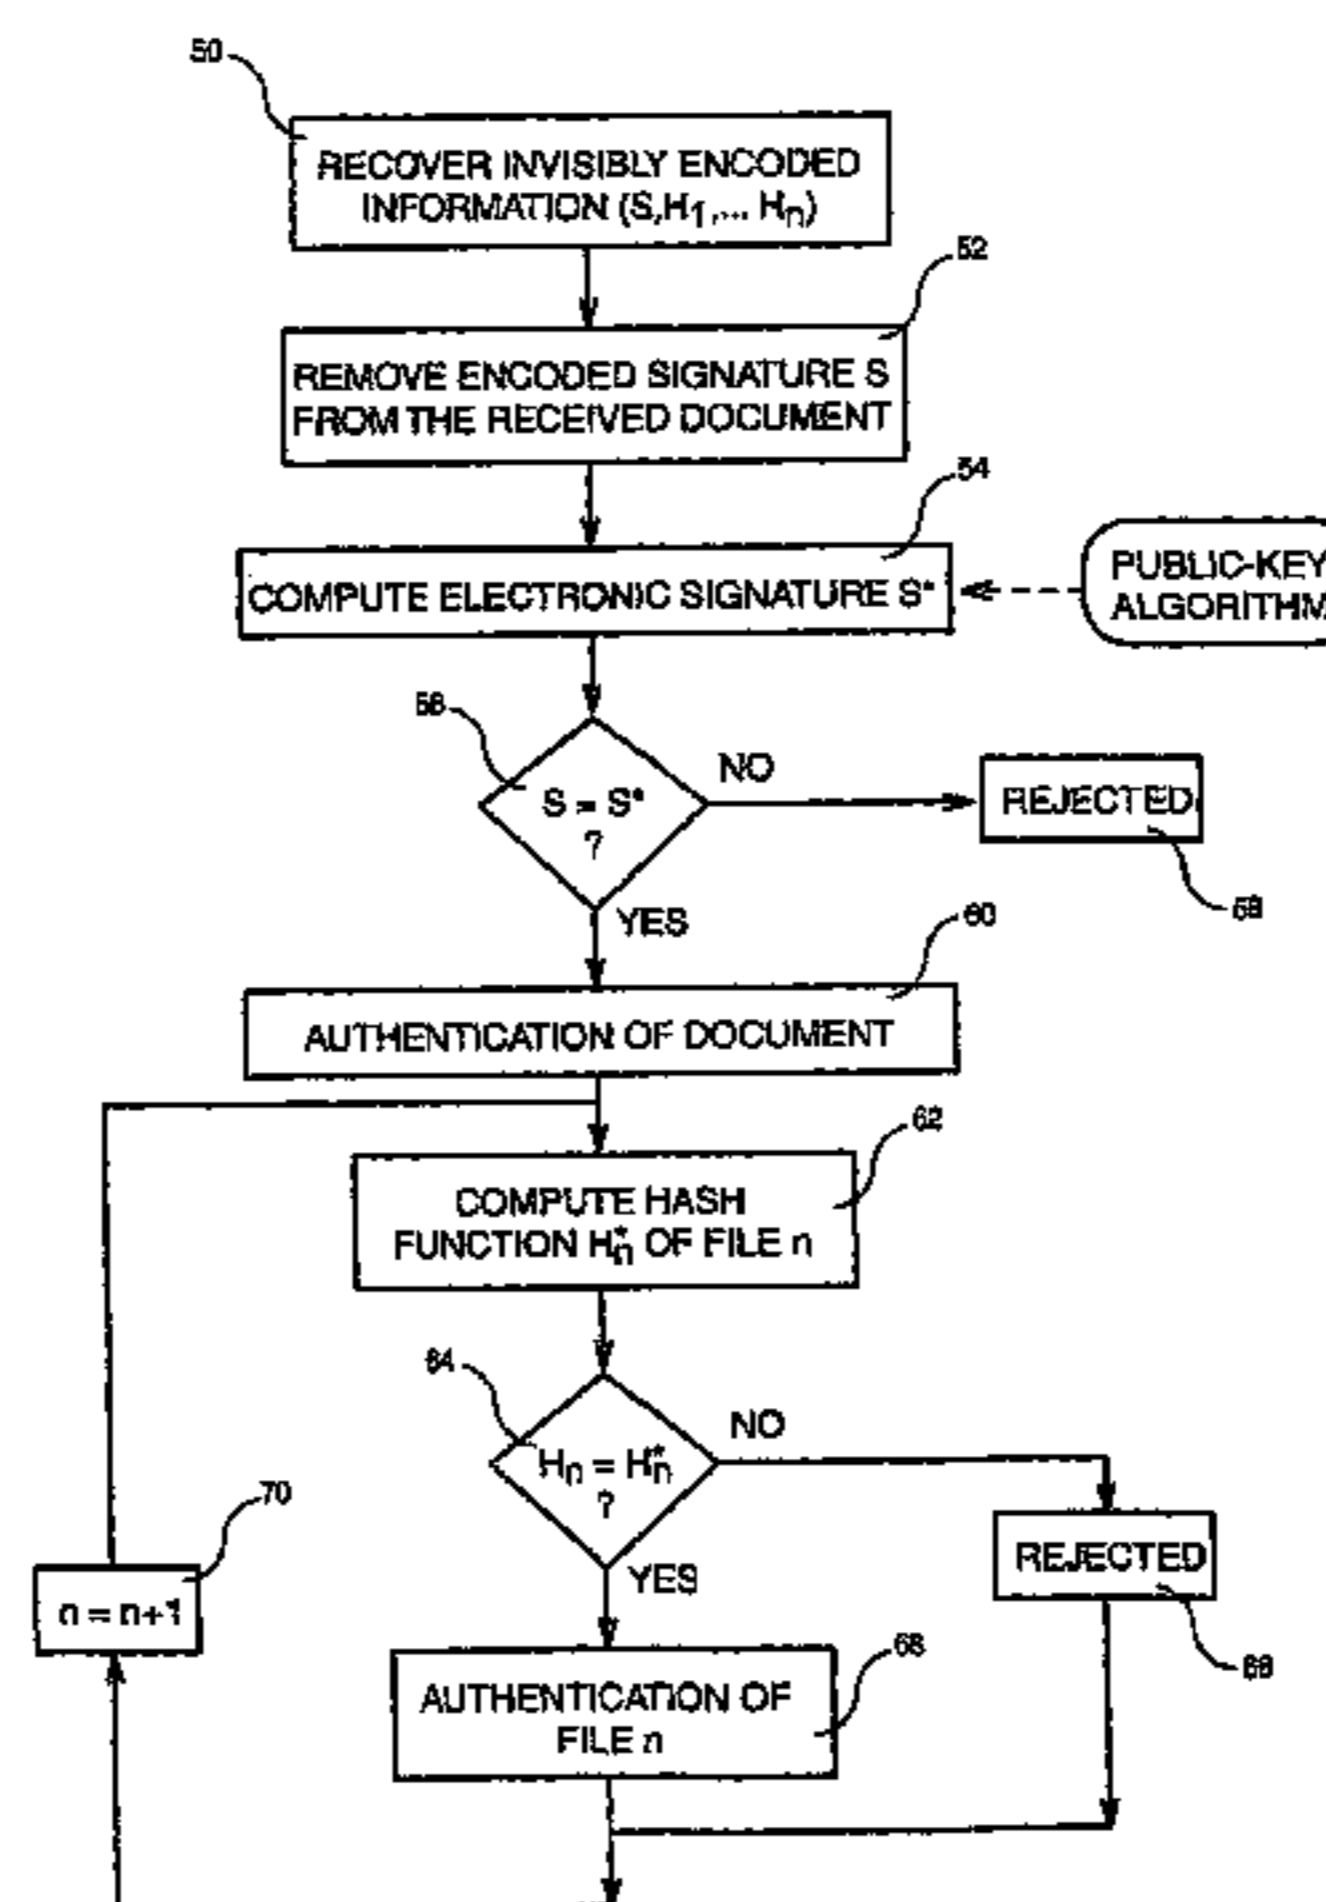 50
RECOVER INVISIBLY ENCODED
INFORMATION (S,H1,... Hn)
52
REMOVE ENCODED SIGNATURE S
FROM THE RECEIVED DOCUMENT
54
COMPUTE ELECTRONIC SIGNATURE S*
PUBLIC-KEY
ALGORITHM
56
S = S*
?
NO
REJECTED
58
YES
60
AUTHENTICATION OF DOCUMENT
62
COMPUTE HASH
FUNCTION H*n OF FILE n
64
Hn = H*n
?
NO
70
REJECTED
YES
n = n+1
68
66
AUTHENTICATION OF
FILE n